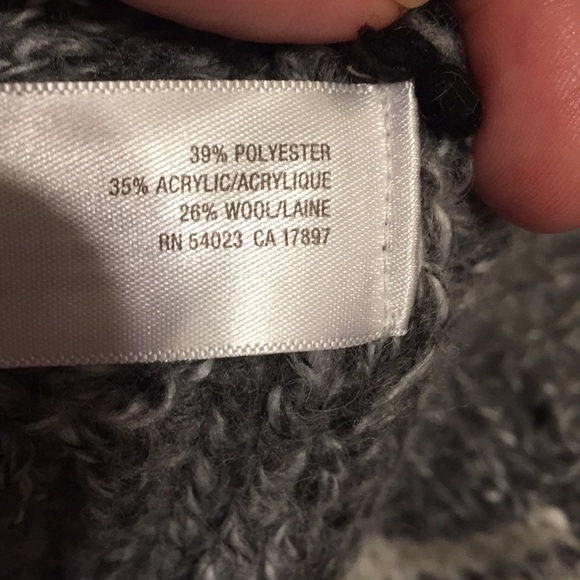 39% POLYESTER
35% ACRYLIC/ACRYLIQUE
26% WOOL/LAINE
RN 54023 CA 17897